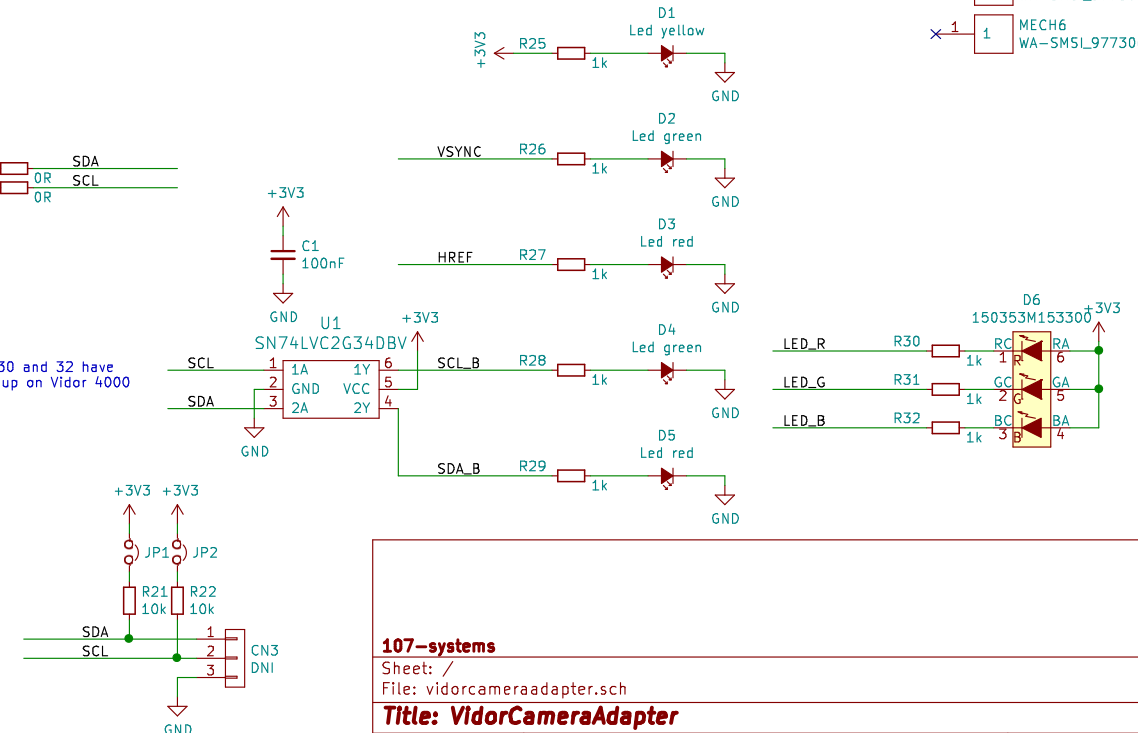 D1
Led yellow
+3V3
R25
1k
GND
1
1
MECH6
WA-SMSI_97730
D2
Led green
VSYNC
R26
1k
GND
SDA
0R
SCL
0R
+3V3
C1
100nF
GND
D3
Led red
HREF
R27
1k
GND
U1
SN74LVC2G34DBV
+3V3
SCL
1
1A
1Y
6
2
GND
VCC
5
SDA
3
2A
2Y
4
GND
D4
Led green
SCL_B
R28
1k
GND
D5
Led red
SDA_B
R29
1k
GND
D6
150353M153300
+3V3
LED_R
R30
1k
RC
1
R
RA
6
LED_G
R31
1k
GC
2
G
GA
5
LED_B
R32
1k
BC
3
B
BA
4
30 and 32 have
up on Vidor 4000
+3V3
+3V3
JP1
JP2
R21
10k
R22
10k
SDA
1
SCL
2
3
CN3
DNI
GND
107-systems
Sheet: /
File: vidorcameraadapter.sch
Title: VidorCameraAdapter